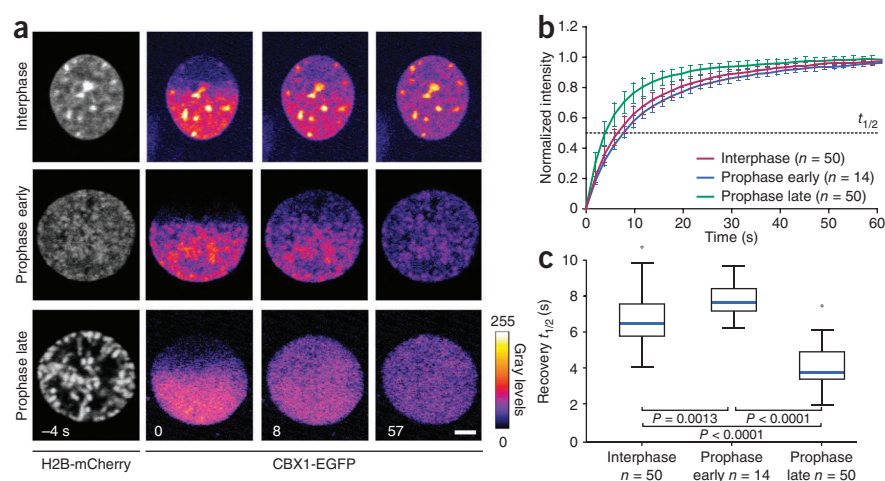 a
Interphase
Prophase early
Prophase late
–4 s
0
8
57
255
Gray levels
0
H2B-mCherry
CBX1-EGFP
b
Normalized intensity
1.2
1.0
0.8
0.6
0.4
0.2
0
t1/2
Interphase (n = 50)
Prophase early (n = 14)
Prophase late (n = 50)
0 10 20 30 40 50 60
Time (s)
c
Recovery t1/2 (s)
10
8
6
4
2
0
P = 0.0013
P < 0.0001
P < 0.0001
Interphase
n = 50
Prophase
early n = 14
Prophase
late n = 50